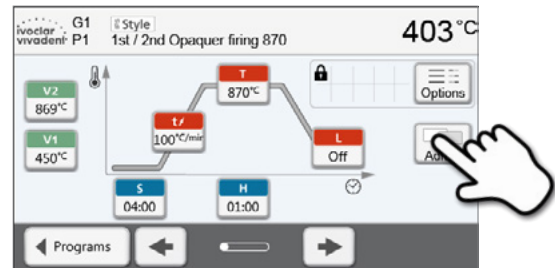 ivoclar
vivadent
G1
P1
Style
1st / 2nd Opaquer firing 870
403 °C
V2
869°C
V1
450°C
T
870°C
t
100°C/min
L
Off
S
04:00
H
01:00
Options
Programs